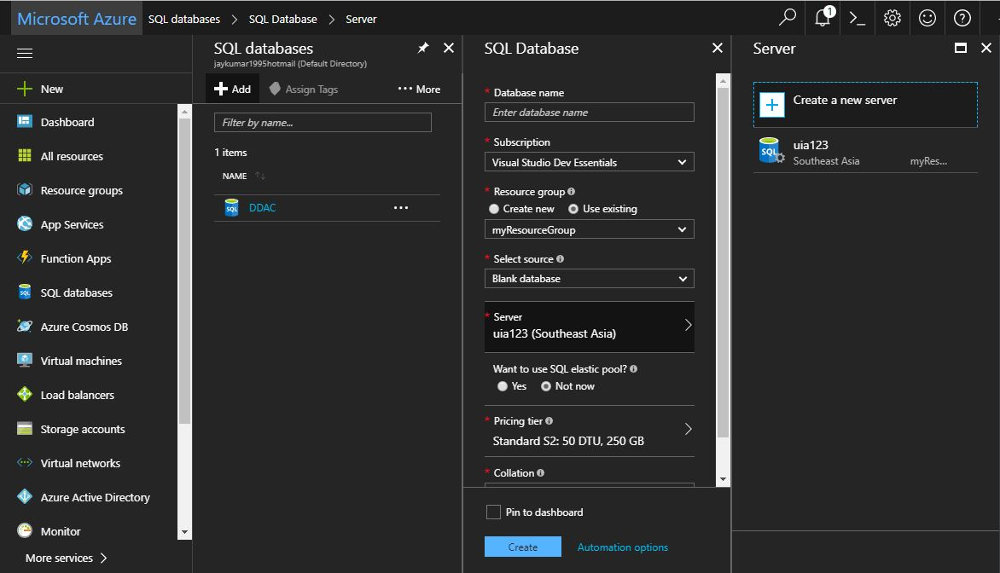 Microsoft Azure SQL databases > SQL Database > Server
1
SQL databases
jaykumar1995hotmail (Default Directory)
SQL Database
Server
New
Dashboard
All resources
Resource groups
App Services
Function Apps
SQL databases
Azure Cosmos DB
Virtual machines
Load balancers
Storage accounts
Virtual networks
Azure Active Directory
Monitor
More services >
Add
Assign Tags
More
Filter by name...
1 items
NAME
SQL
DDAC
* Database name
Enter database name
* Subscription
Visual Studio Dev Essentials
* Resource group
Create new
Use existing
myResourceGroup
* Select source
Blank database
* Server
uia123 (Southeast Asia)
Want to use SQL elastic pool?
Yes
Not now
* Pricing tier
Standard S2: 50 DTU, 250 GB
* Collation
Pin to dashboard
Create
Automation options
Create a new server
SQL
uia123
Southeast Asia
myRes...